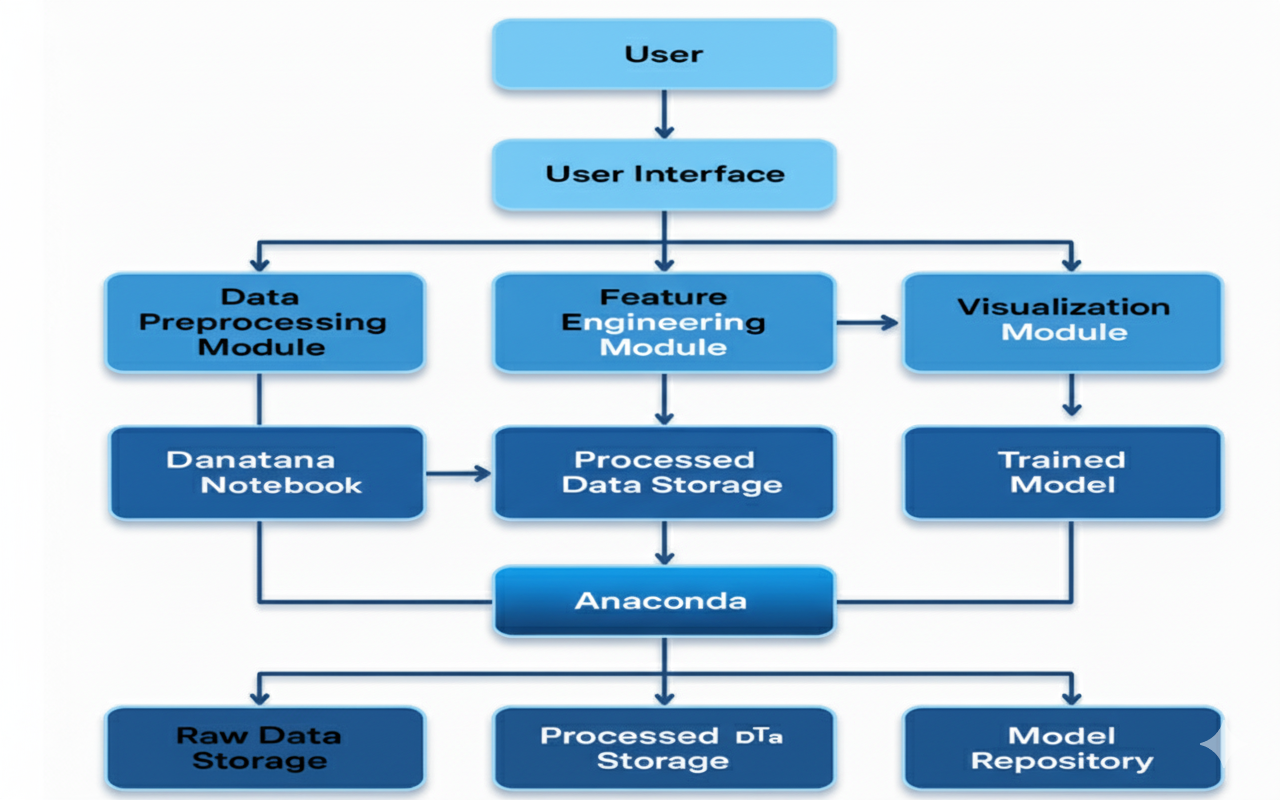 User
User Interface
Data
Preprocessing
Module
Feature
Engineering
Module
Visualization
Module
Danatana
Notebook
Processed
Data Storage
Trained
Model
Anaconda
Raw Data
Storage
Processed DTa
Storage
Model
Repository